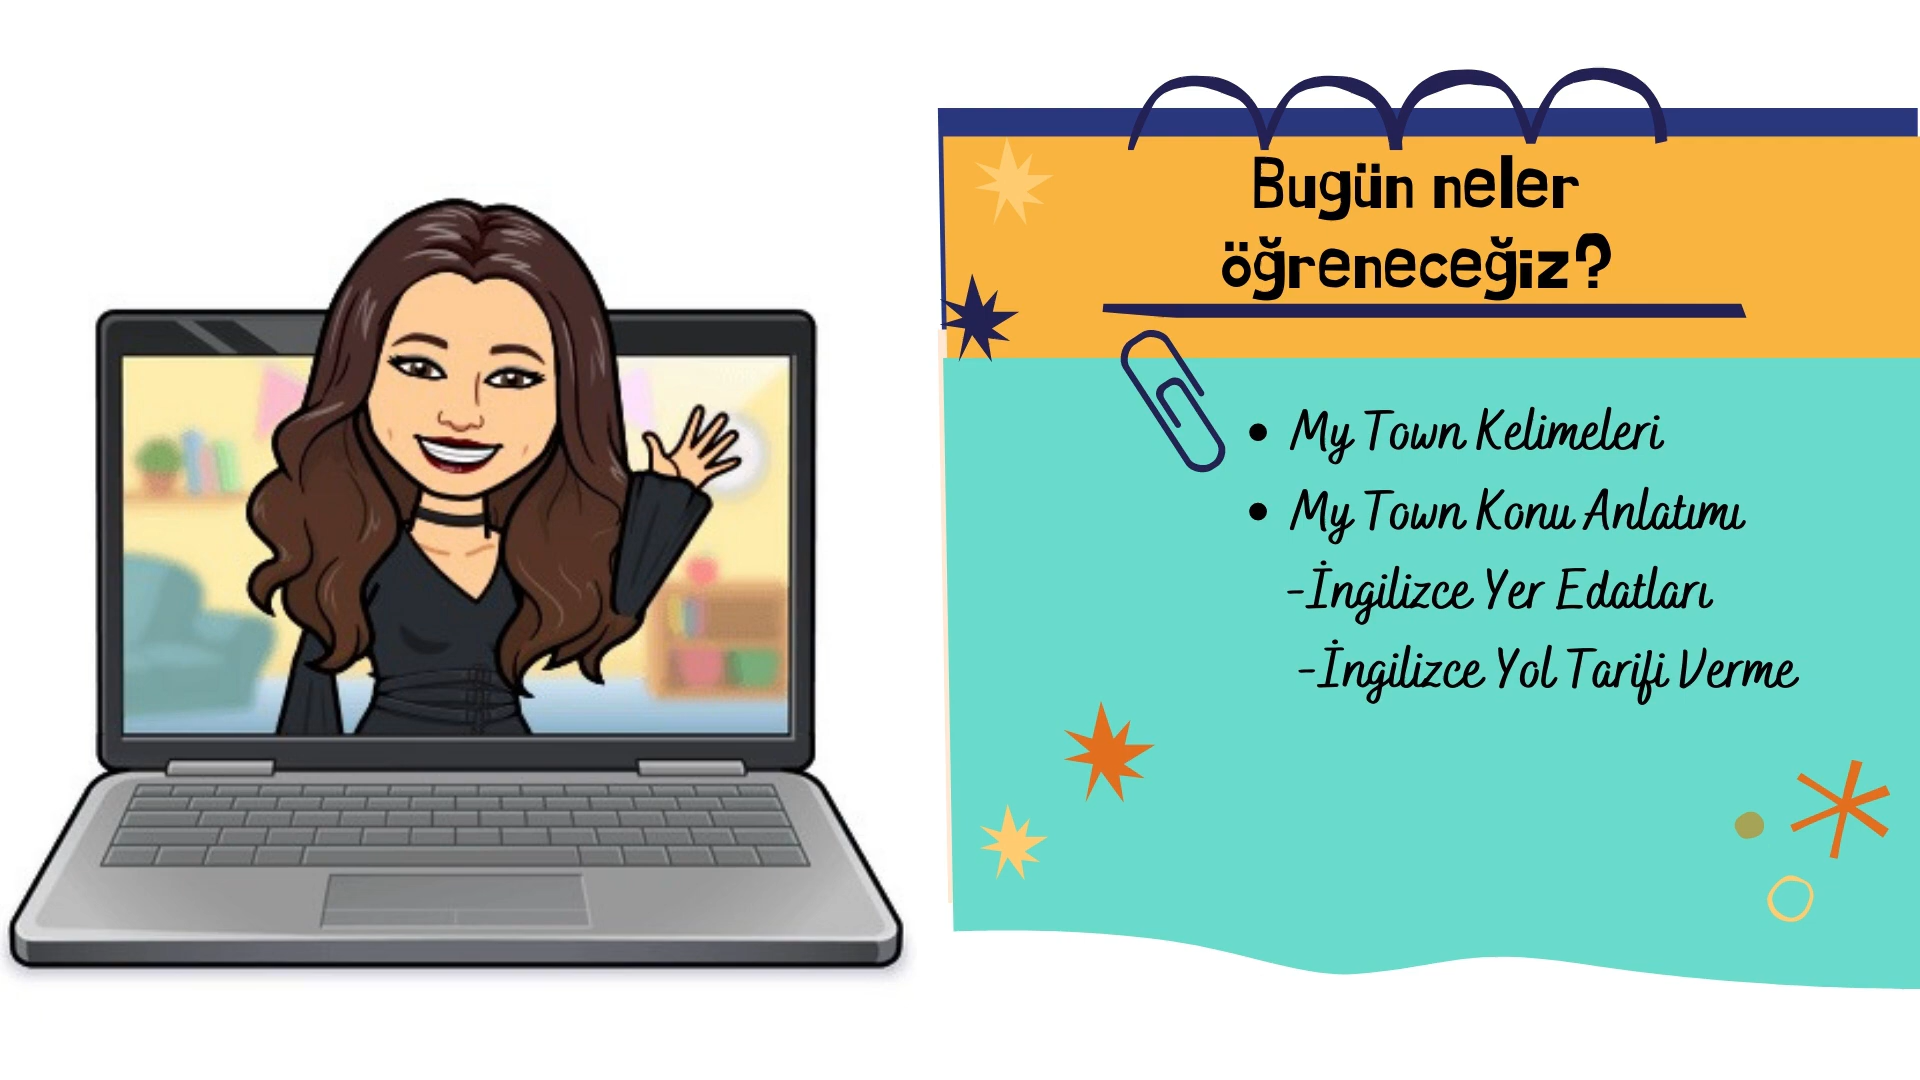 Bugün neler
öğreneceğiz?
• My Town Kelimeleri
• My Town Konu Anlatımı
-İngilizce Yer Edatları
-İngilizce Yol Tarifi Verme